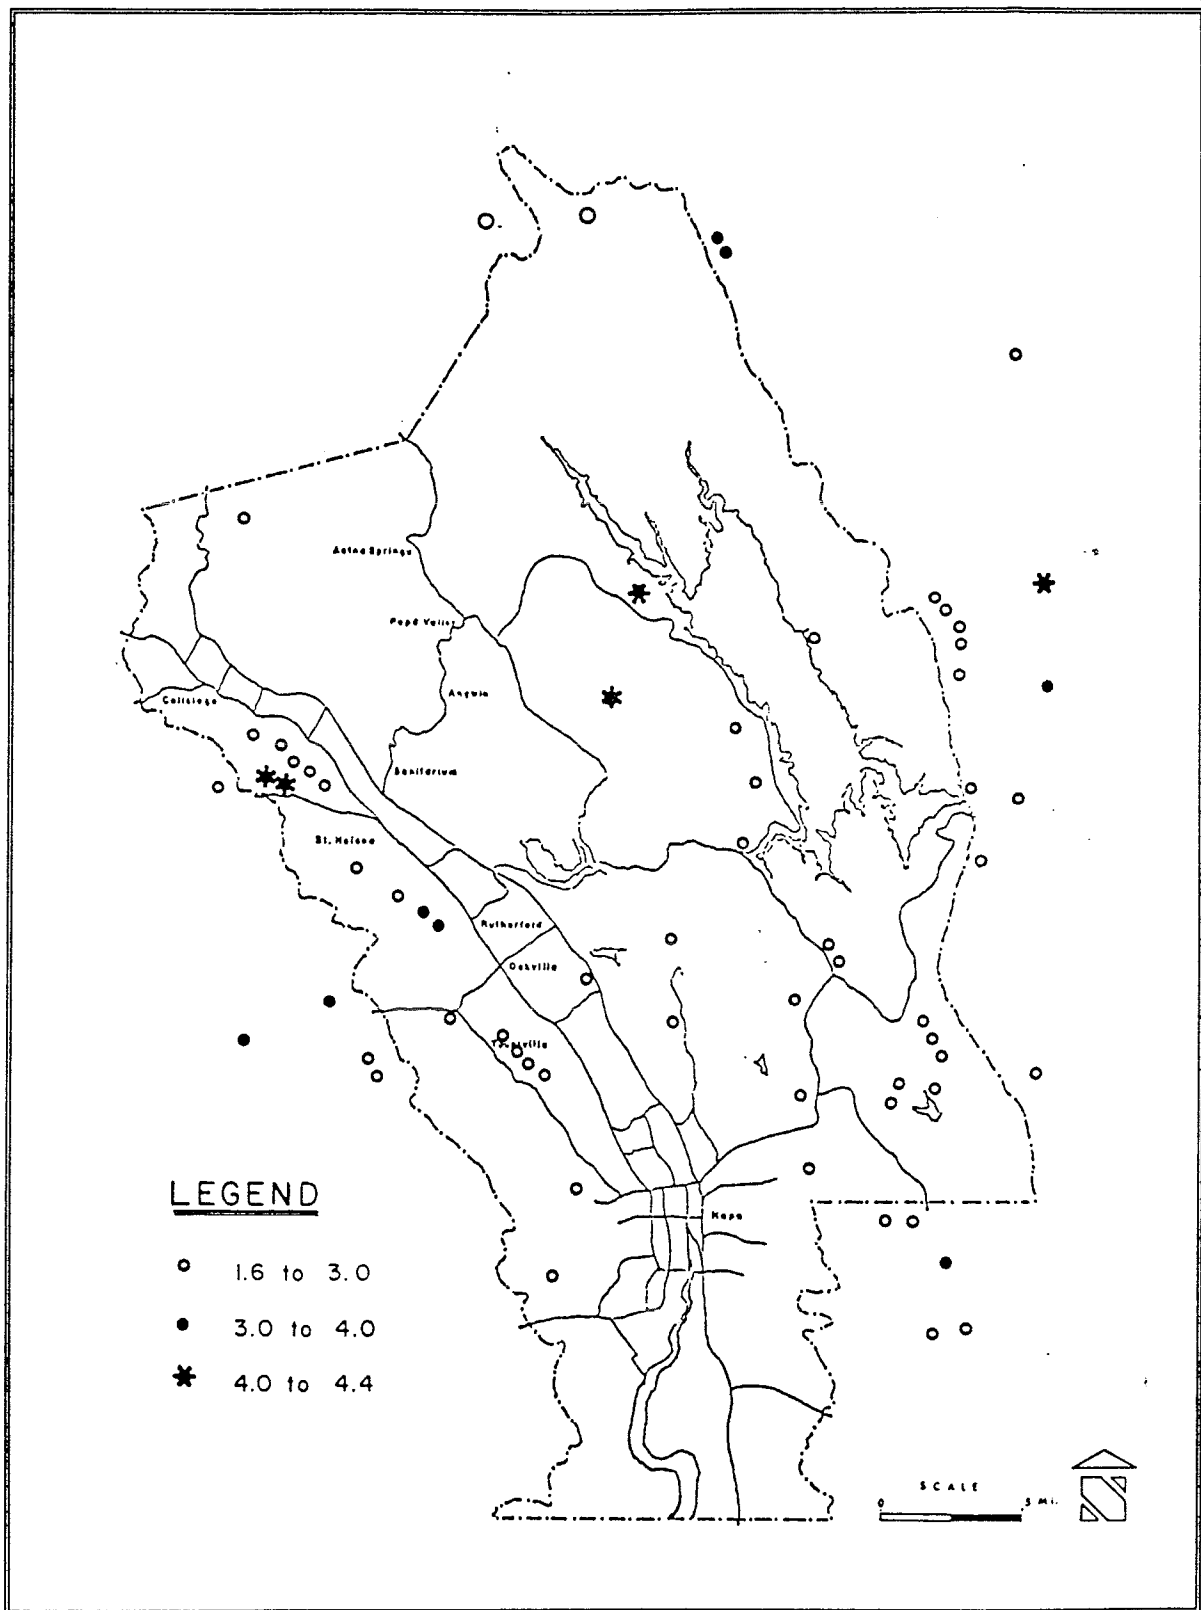 Aetna Springs
Pope Valley
Angwin
Calistoga
Sanitarium
St. Helena
Rutherford
Oakville
Napa
LEGEND
1.6 to 3.0
3.0 to 4.0
4.0 to 4.4
SCALE
0 5 Mi.